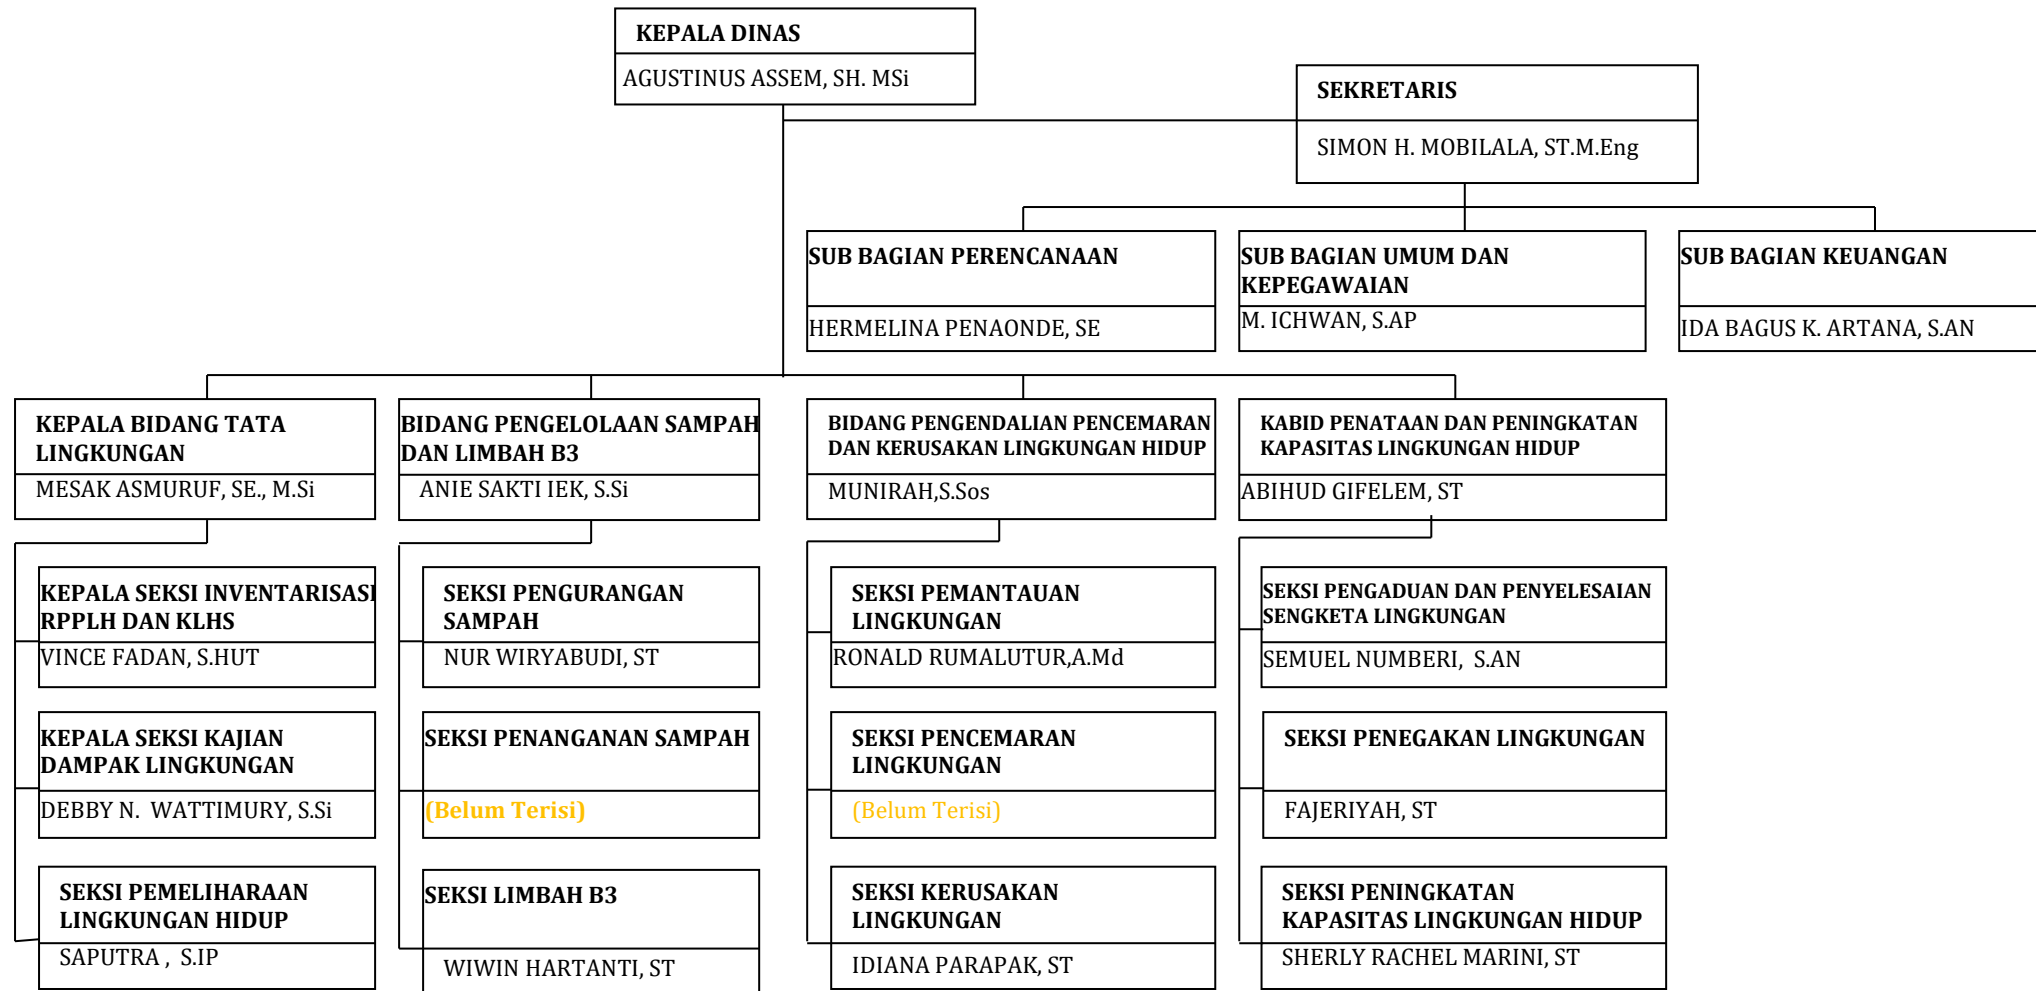 KEPALA DINAS
AGUSTINUS ASSEM, SH. MSi
SEKRETARIS
SIMON H. MOBILALA, ST.M.Eng
SUB BAGIAN PERENCANAAN
HERMELINA PENAONDE, SE
SUB BAGIAN UMUM DAN
KEPEGAWAIAN
M. ICHWAN, S.AP
SUB BAGIAN KEUANGAN
IDA BAGUS K. ARTANA, S.AN
KEPALA BIDANG TATA
LINGKUNGAN
MESAK ASMURUF, SE., M.Si
BIDANG PENGELOLAAN SAMPAH
DAN LIMBAH B3
ANIE SAKTI IEK, S.Si
BIDANG PENGENDALIAN PENCEMARAN
DAN KERUSAKAN LINGKUNGAN HIDUP
MUNIRAH,S.Sos
KABID PENATAAN DAN PENINGKATAN
KAPASITAS LINGKUNGAN HIDUP
ABIHUD GIFELEM, ST
KEPALA SEKSI INVENTARISASI
RPPLH DAN KLHS
VINCE FADAN, S.HUT
SEKSI PENGURANGAN
SAMPAH
NUR WIRYABUDI, ST
SEKSI PEMANTAUAN
LINGKUNGAN
RONALD RUMALUTUR,A.Md
SEKSI PENGADUAN DAN PENYELESAIAN
SENGKETA LINGKUNGAN
SEMUEL NUMBERI,  S.AN
KEPALA SEKSI KAJIAN
DAMPAK LINGKUNGAN
DEBBY N.  WATTIMURY, S.Si
SEKSI PENANGANAN SAMPAH
(Belum Terisi)
SEKSI PENCEMARAN
LINGKUNGAN
(Belum Terisi)
SEKSI PENEGAKAN LINGKUNGAN
FAJERIYAH, ST
SEKSI PEMELIHARAAN
LINGKUNGAN HIDUP
SAPUTRA ,  S.IP
SEKSI LIMBAH B3
WIWIN HARTANTI, ST
SEKSI KERUSAKAN
LINGKUNGAN
IDIANA PARAPAK, ST
SEKSI PENINGKATAN
KAPASITAS LINGKUNGAN HIDUP
SHERLY RACHEL MARINI, ST